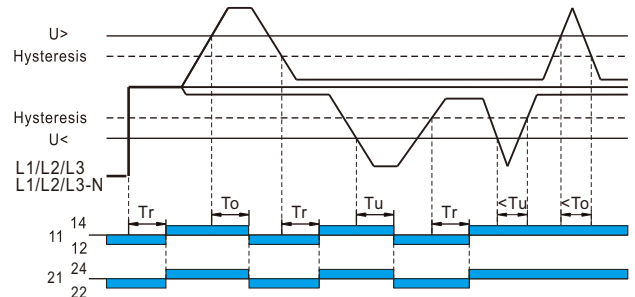 U>
Hysteresis
Hysteresis
U<
L1/L2/L3
L1/L2/L3-N
Tr To Tr Tu Tr <Tu <To
14
11
12
24
21
22